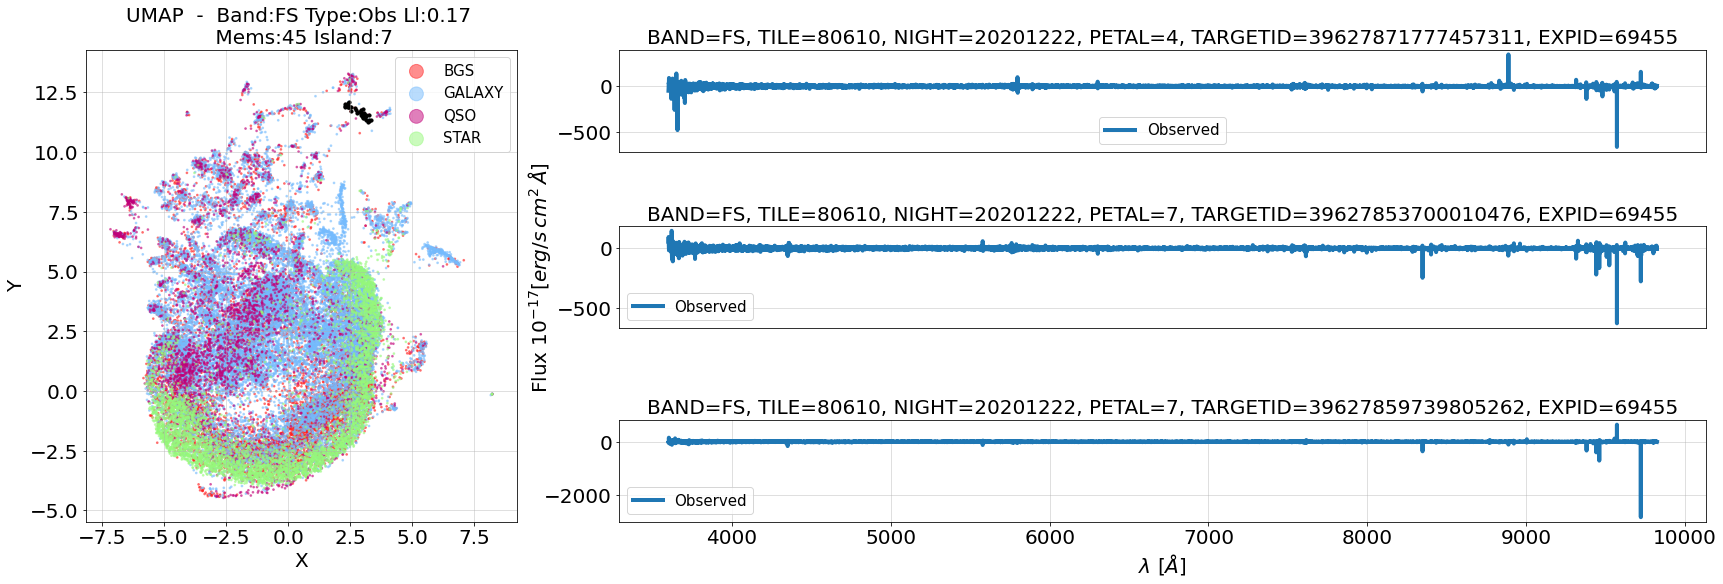 UMAP - Band:FS Type:Obs Ll:0.17
Mems:45 Island:7
BGS
GALAXY
QSO
STAR
12.5
10.0
7.5
5.0
2.5
0.0
−2.5
−5.0
Y
−7.5 −5.0 −2.5 0.0 2.5 5.0 7.5
X
Flux 10⁻¹⁷[erg/s cm² Å]
BAND=FS, TILE=80610, NIGHT=20201222, PETAL=4, TARGETID=39627871777457311, EXPID=69455
0
−500
Observed
BAND=FS, TILE=80610, NIGHT=20201222, PETAL=7, TARGETID=39627853700010476, EXPID=69455
0
−500
Observed
BAND=FS, TILE=80610, NIGHT=20201222, PETAL=7, TARGETID=39627859739805262, EXPID=69455
0
−2000
Observed
4000 5000 6000 7000 8000 9000 10000
λ [Å]